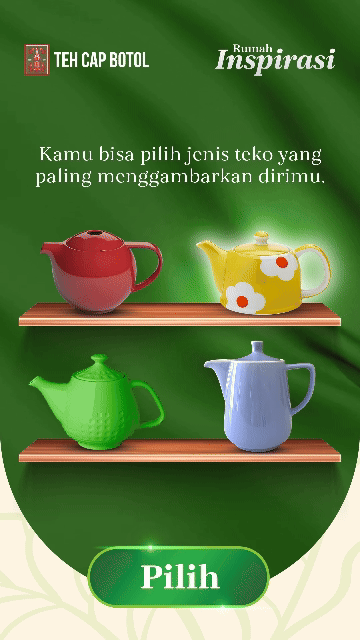 TEH CAP BOTOL
Rumah
Inspirasi
Kamu bisa pilih jenis teko yang
paling menggambarkan dirimu.
Pilih